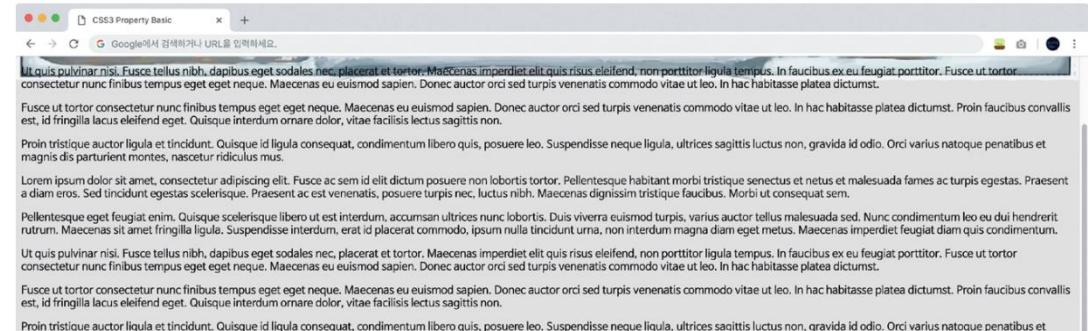 CSS3 Property Basic
Google에서 검색하거나 URL을 입력하세요.
Ut quis pulvinar nisi. Fusce tellus nibh, dapibus eget sodales nec, placerat et tortor. Maecenas imperdiet elit quis risus eleifend, non porttitor ligula tempus. In faucibus ex eu feugiat porttitor. Fusce ut tortor
consectetur nunc finibus tempus eget eget neque. Maecenas eu euismod sapien. Donec auctor orci sed turpis venenatis commodo vitae ut leo. In hac habitasse platea dictumst.
Fusce ut tortor consectetur nunc finibus tempus eget eget neque. Maecenas eu euismod sapien. Donec auctor orci sed turpis venenatis commodo vitae ut leo. In hac habitasse platea dictumst. Proin faucibus convallis
est, id fringilla lacus eleifend eget. Quisque interdum ornare dolor, vitae facilisis lectus sagittis non.
Proin tristique auctor ligula et tincidunt. Quisque id ligula consequat, condimentum libero quis, posuere leo. Suspendisse neque ligula, ultrices sagittis luctus non, gravida id odio. Orci varius natoque penatibus et
magnis dis parturient montes, nascetur ridiculus mus.
Lorem ipsum dolor sit amet, consectetur adipiscing elit. Fusce ac sem id elit dictum posuere non lobortis tortor. Pellentesque habitant morbi tristique senectus et netus et malesuada fames ac turpis egestas. Praesent
a diam eros. Sed tincidunt egestas scelerisque. Praesent ac est venenatis, posuere turpis nec, luctus nibh. Maecenas dignissim tristique faucibus. Morbi ut consequat sem.
Pellentesque eget feugiat enim. Quisque scelerisque libero ut est interdum, accumsan ultrices nunc lobortis. Duis viverra euismod turpis, varius auctor tellus malesuada sed. Nunc condimentum leo eu dui hendrerit
rutrum. Maecenas sit amet fringilla ligula. Suspendisse interdum, erat id placerat commodo, ipsum nulla tincidunt urna, non interdum magna diam eget metus. Maecenas imperdiet feugiat diam quis condimentum.
Ut quis pulvinar nisi. Fusce tellus nibh, dapibus eget sodales nec, placerat et tortor. Maecenas imperdiet elit quis risus eleifend, non porttitor ligula tempus. In faucibus ex eu feugiat porttitor. Fusce ut tortor
consectetur nunc finibus tempus eget eget neque. Maecenas eu euismod sapien. Donec auctor orci sed turpis venenatis commodo vitae ut leo. In hac habitasse platea dictumst.
Fusce ut tortor consectetur nunc finibus tempus eget eget neque. Maecenas eu euismod sapien. Donec auctor orci sed turpis venenatis commodo vitae ut leo. In hac habitasse platea dictumst. Proin faucibus convallis
est, id fringilla lacus eleifend eget. Quisque interdum ornare dolor, vitae facilisis lectus sagittis non.
Proin tristique auctor ligula et tincidunt. Quisque id ligula consequat, condimentum libero quis, posuere leo. Suspendisse neque ligula, ultrices sagittis luctus non, gravida id odio. Orci varius natoque penatibus et